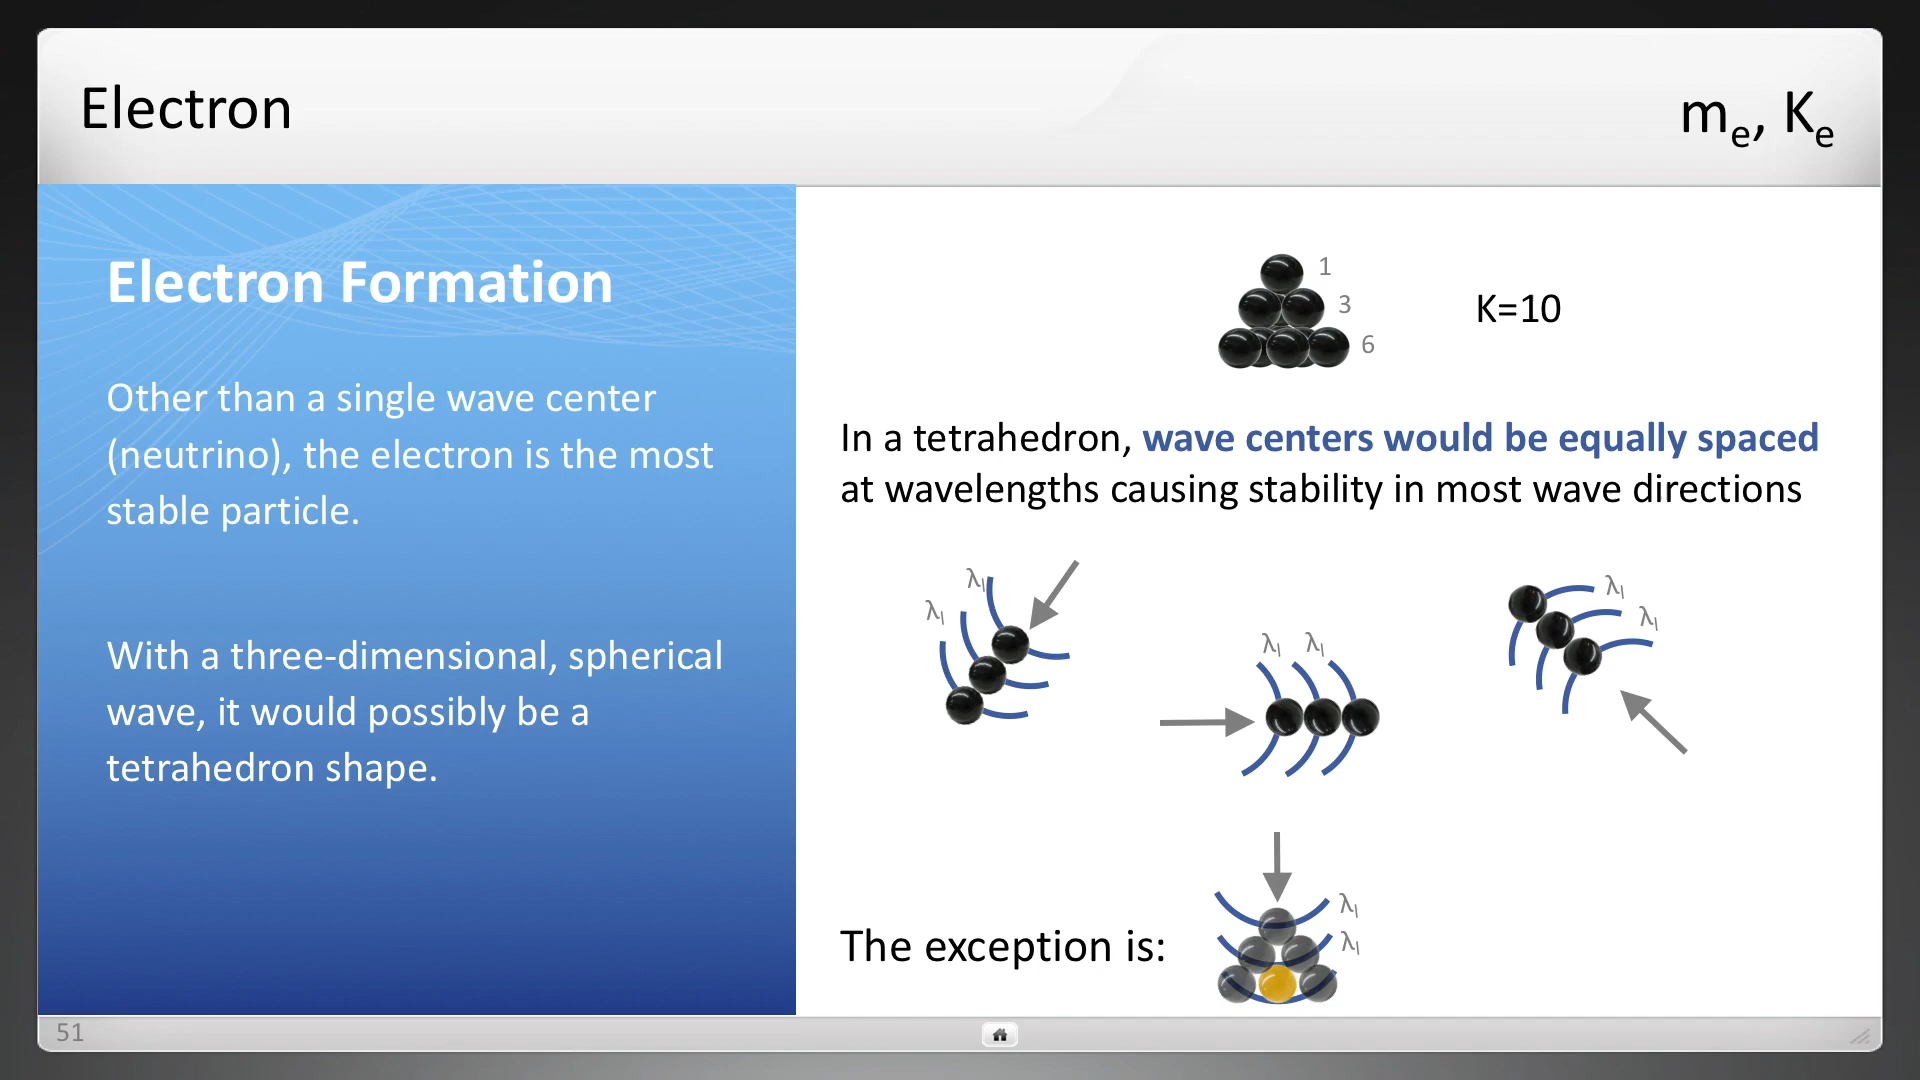 Electron
mₑ, Kₑ
Electron Formation
Other than a single wave center
(neutrino), the electron is the most
stable particle.
With a three-dimensional, spherical
wave, it would possibly be a
tetrahedron shape.
1
3
6
K=10
In a tetrahedron, wave centers would be equally spaced
at wavelengths causing stability in most wave directions
λₗ
λₗ
λₗ λₗ
λₗ
λₗ
The exception is:
λₗ
λₗ
51